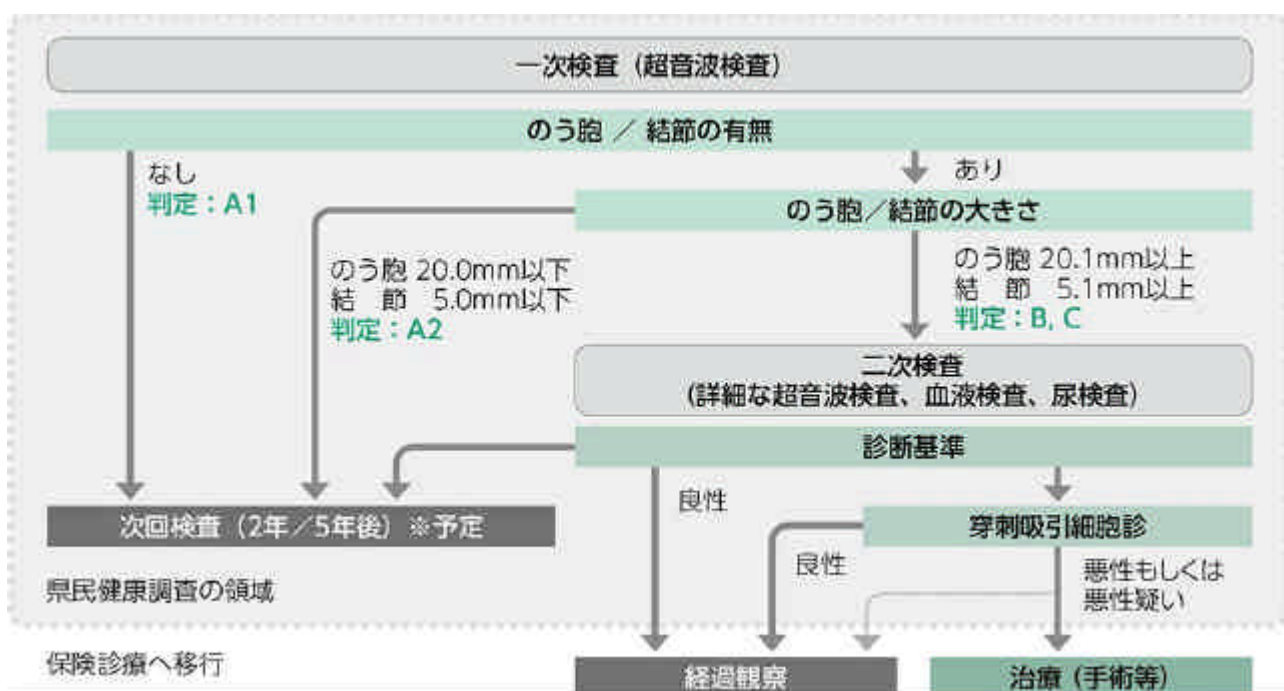 一次検査（超音波検査）
のう胞 ／ 結節の有無
なし
判定：A1
あり
のう胞／結節の大きさ
のう胞 20.0mm以下
結　節　5.0mm以下
判定：A2
のう胞 20.1mm以上
結　節　5.1mm以上
判定：B, C
二次検査
(詳細な超音波検査、血液検査、尿検査)
診断基準
次回検査（2年／5年後）※予定
良性
穿刺吸引細胞診
良性
悪性もしくは
悪性疑い
県民健康調査の領域
保険診療へ移行
経過観察
治療（手術等）